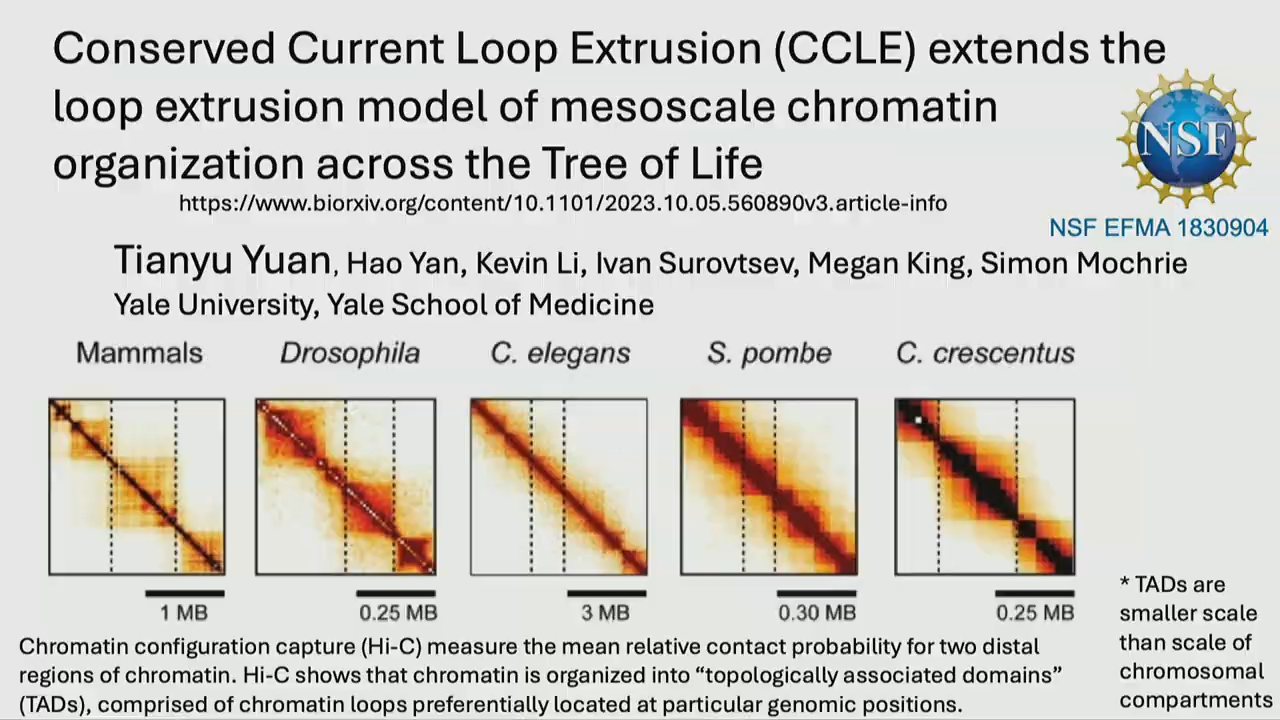 Conserved Current Loop Extrusion (CCLE) extends the
loop extrusion model of mesoscale chromatin
organization across the Tree of Life
https://www.biorxiv.org/content/10.1101/2023.10.05.560890v3.article-info
NSF
NSF EFMA 1830904
Tianyu Yuan, Hao Yan, Kevin Li, Ivan Surovtsev, Megan King, Simon Mochrie
Yale University, Yale School of Medicine
Mammals
Drosophila
C. elegans
S. pombe
C. crescentus
1 MB
0.25 MB
3 MB
0.30 MB
0.25 MB
Chromatin configuration capture (Hi-C) measure the mean relative contact probability for two distal
regions of chromatin. Hi-C shows that chromatin is organized into “topologically associated domains”
(TADs), comprised of chromatin loops preferentially located at particular genomic positions.
* TADs are
smaller scale
than scale of
chromosomal
compartments